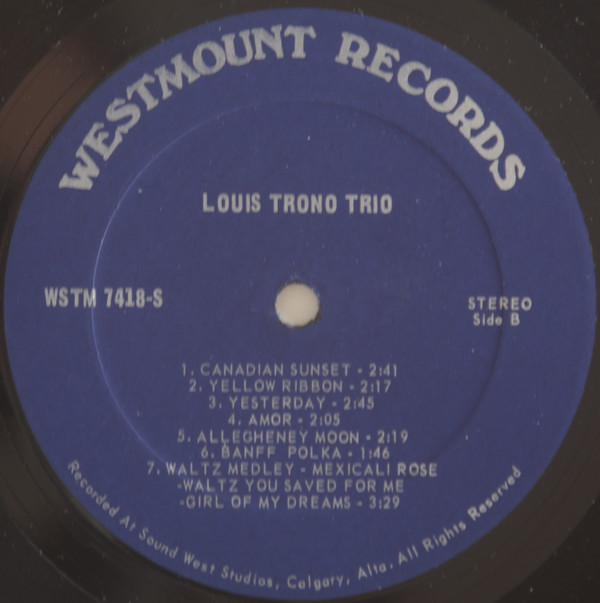 WESTMOUNT RECORDS
LOUIS TRONO TRIO
WSTM 7418-S
STEREO
Side B
1. CANADIAN SUNSET - 2:41
2. YELLOW RIBBON - 2:17
3. YESTERDAY - 2:45
4. AMOR - 2:05
5. ALLEGHENEY MOON - 2:19
6. BANFF POLKA - 1:46
7. WALTZ MEDLEY - MEXICALI ROSE
-WALTZ YOU SAVED FOR ME
-GIRL OF MY DREAMS - 3:29
Recorded At Sound West Studios, Calgary, Alta. All Rights Reserved